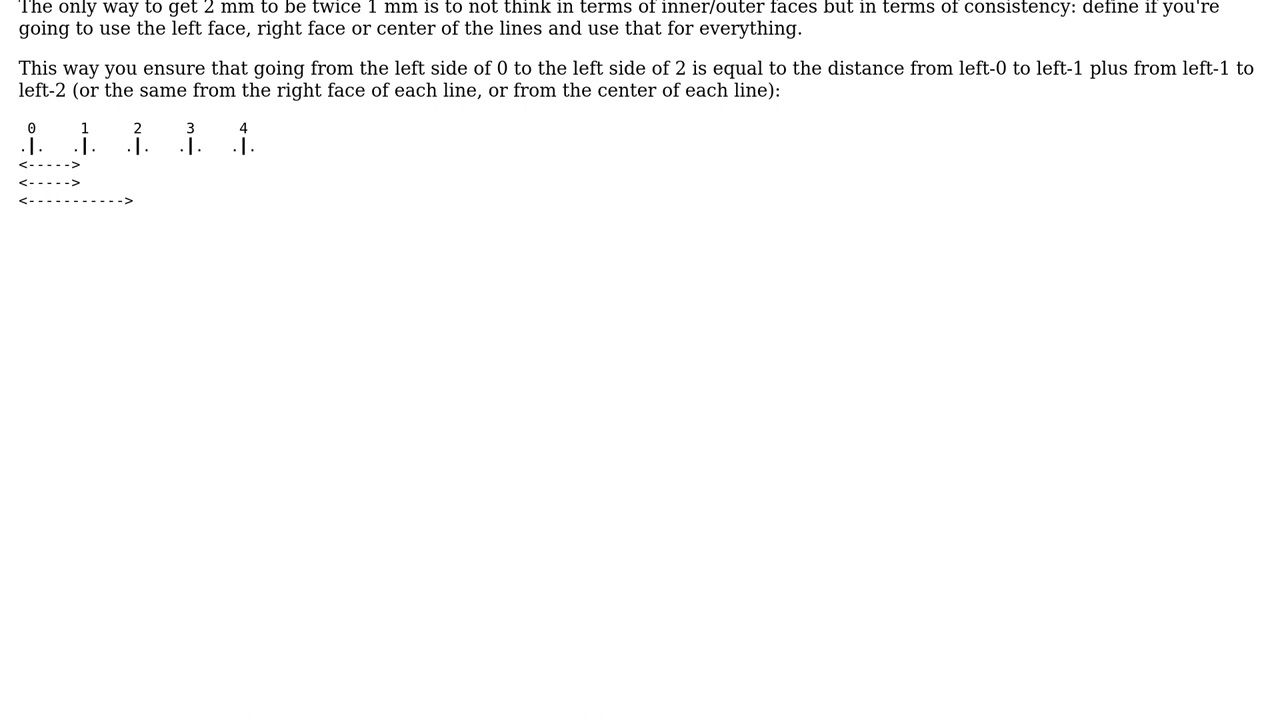 The only way to get 2 mm to be twice 1 mm is to not think in terms of inner/outer faces but in terms of consistency: define if you're
going to use the left face, right face or center of the lines and use that for everything.
This way you ensure that going from the left side of 0 to the left side of 2 is equal to the distance from left-0 to left-1 plus from left-1 to
left-2 (or the same from the right face of each line, or from the center of each line):
 0     1     2     3     4
.|.   .|.   .|.   .|.   .|.
<----->
<----->
<----------->